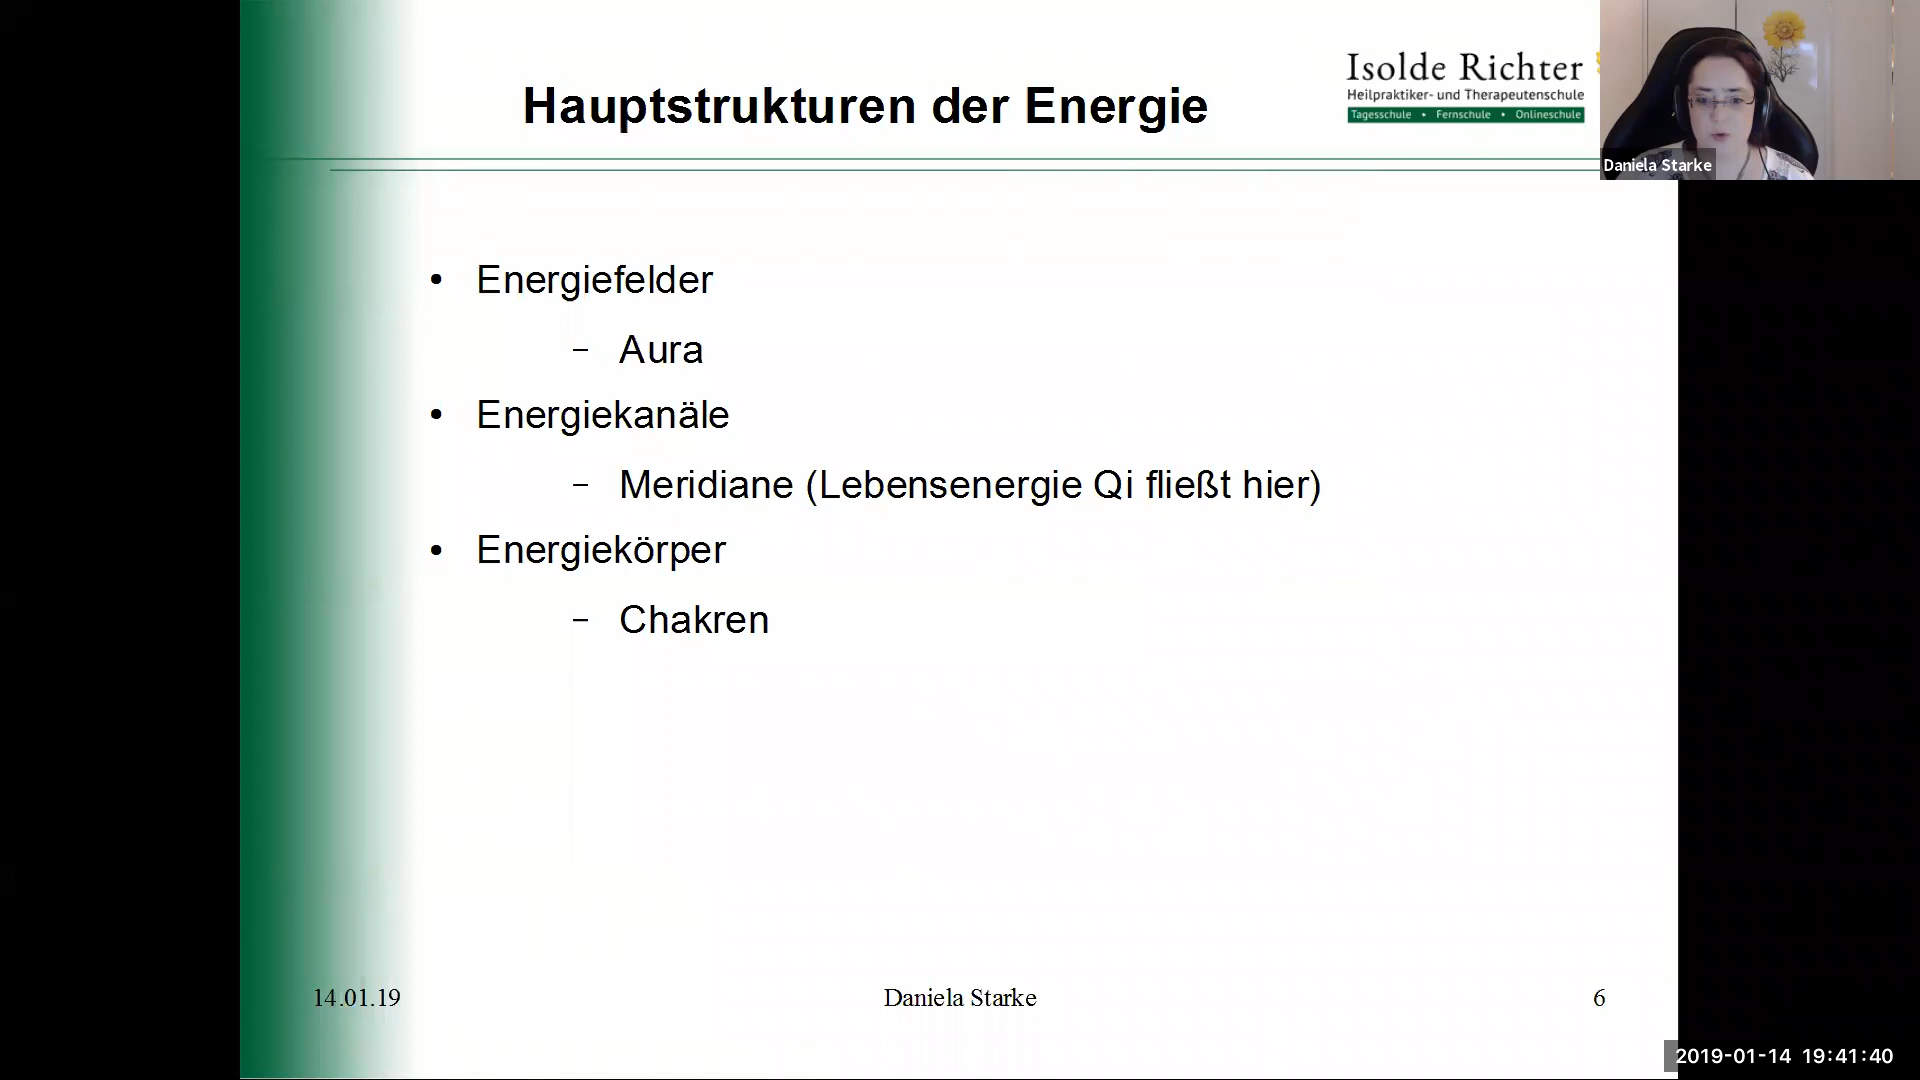 Hauptstrukturen der Energie
Isolde Richter
Heilpraktiker- und Therapeutenschule
Tagesschule • Fernschule • Onlineschule
Daniela Starke
• Energiefelder
– Aura
• Energiekanäle
– Meridiane (Lebensenergie Qi fließt hier)
• Energiekörper
– Chakren
14.01.19
Daniela Starke
6
2019-01-14 19:41:40